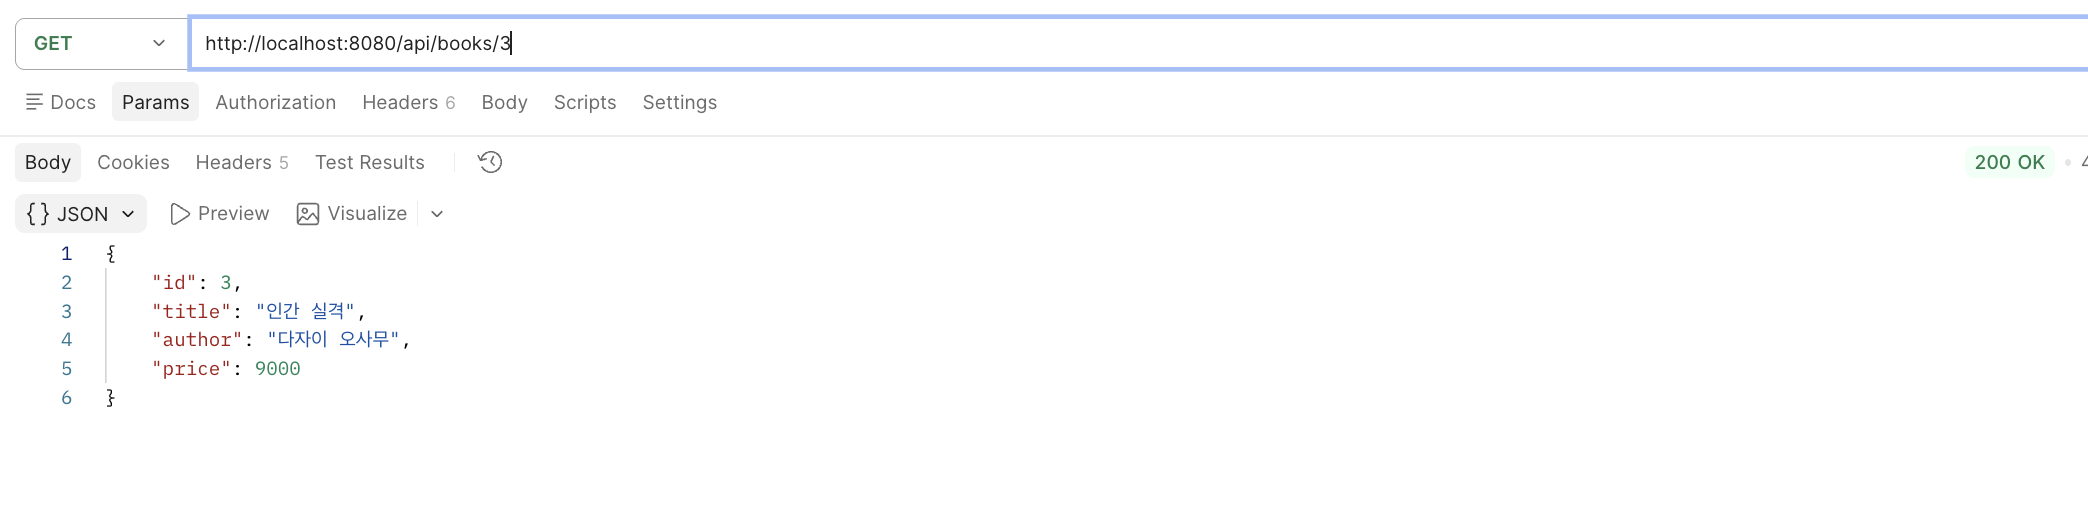 GET http://localhost:8080/api/books/3
Docs Params Authorization Headers 6 Body Scripts Settings
Body Cookies Headers 5 Test Results 200 OK
{} JSON Preview Visualize
1 {
2 "id": 3,
3 "title": "인간 실격",
4 "author": "다자이 오사무",
5 "price": 9000
6 }